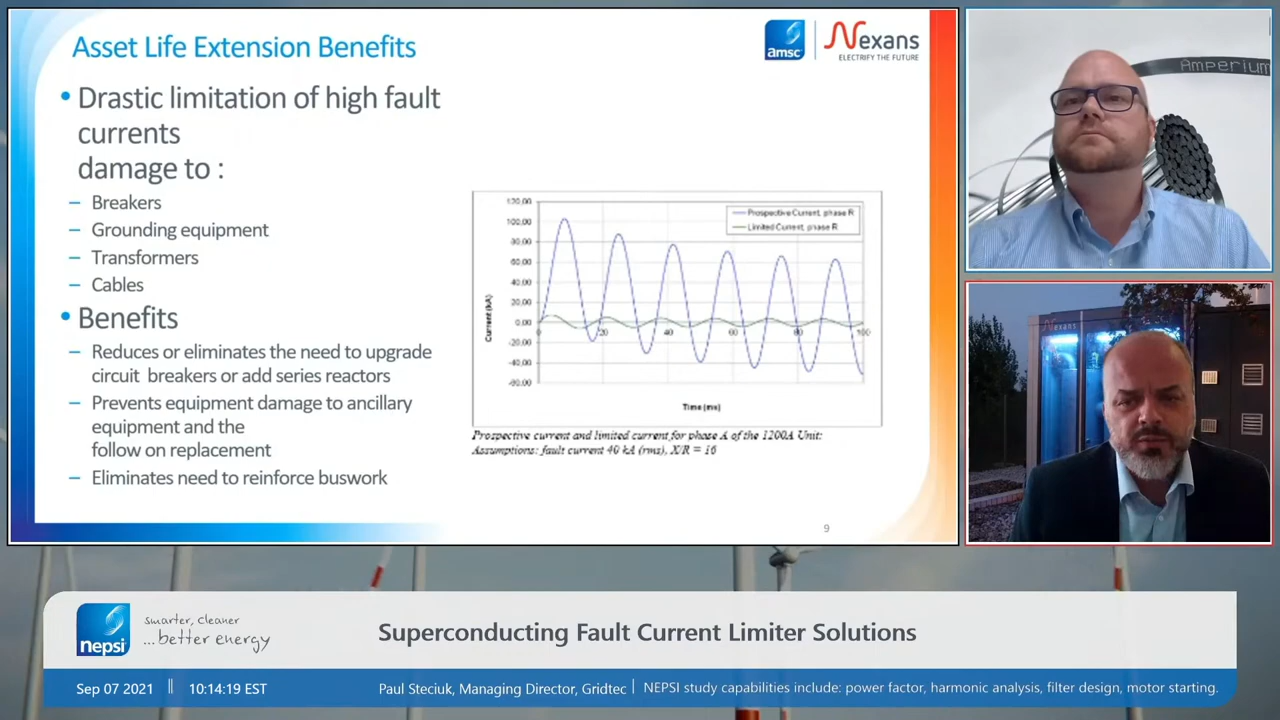 Asset Life Extension Benefits
amsc
Nexans
ELECTRIFY THE FUTURE
• Drastic limitation of high fault
currents
damage to :
– Breakers
– Grounding equipment
– Transformers
– Cables
• Benefits
– Reduces or eliminates the need to upgrade
circuit breakers or add series reactors
– Prevents equipment damage to ancillary
equipment and the
follow on replacement
– Eliminates need to reinforce buswork
120.00
100.00
80.00
60.00
40.00
20.00
0.00
-20.00
-40.00
-60.00
Current (kA)
0 20 40 60 80 100
Time (ms)
Prospective Current, phase R
Limited Current, phase R
Prospective current and limited current for phase A of the 1200A Unit:
Assumptions: fault current 40 kA (rms), X/R = 16
9
Amperium
Nexans
nepsi
smarter, cleaner
...better energy
Superconducting Fault Current Limiter Solutions
Sep 07 2021 || 10:14:19 EST
Paul Steciuk, Managing Director, Gridtec | NEPSI study capabilities include: power factor, harmonic analysis, filter design, motor starting.